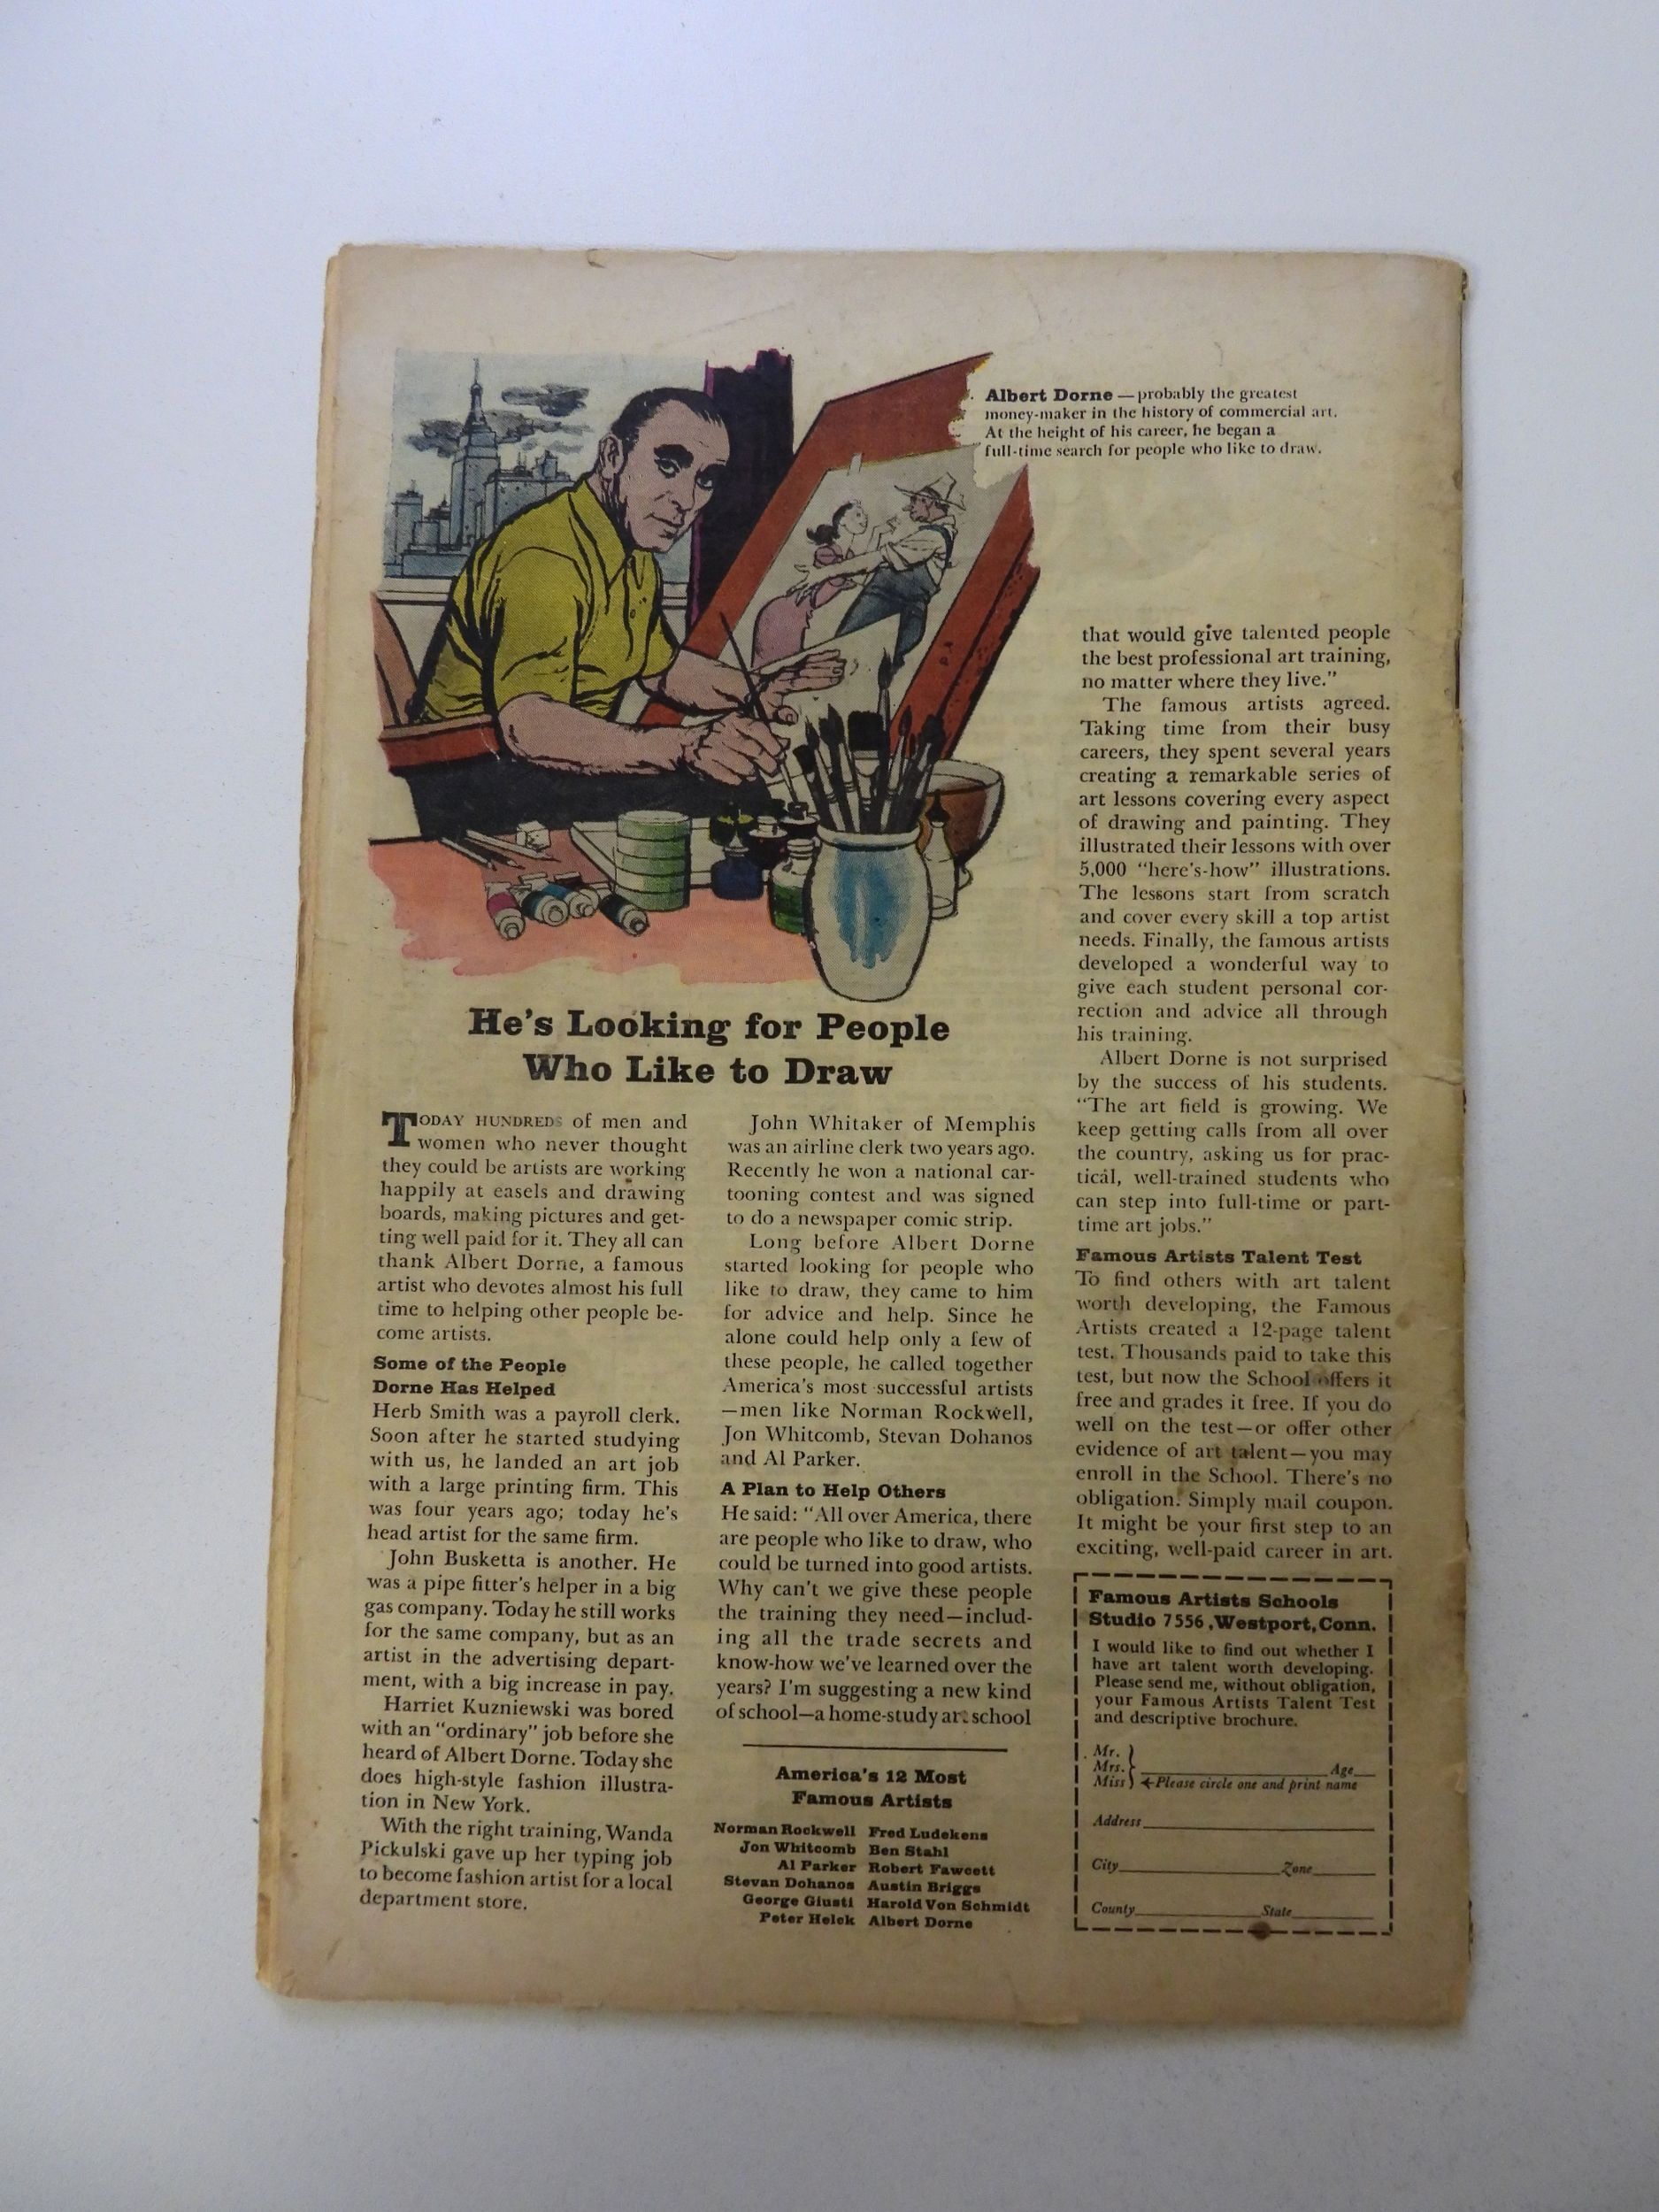 Albert Dorne — probably the greatest
money-maker in the history of commercial art.
At the height of his career, he began a
full-time search for people who like to draw.
He's Looking for People
Who Like to Draw
TODAY HUNDREDS of men and
women who never thought
they could be artists are working
happily at easels and drawing
boards, making pictures and get-
ting well paid for it. They all can
thank Albert Dorne, a famous
artist who devotes almost his full
time to helping other people be-
come artists.
Some of the People
Dorne Has Helped
Herb Smith was a payroll clerk.
Soon after he started studying
with us, he landed an art job
with a large printing firm. This
was four years ago; today he's
head artist for the same firm.
John Busketta is another. He
was a pipe fitter's helper in a big
gas company. Today he still works
for the same company, but as an
artist in the advertising depart-
ment, with a big increase in pay.
Harriet Kuzniewski was bored
with an "ordinary" job before she
heard of Albert Dorne. Today she
does high-style fashion illustra-
tion in New York.
With the right training, Wanda
Pickulski gave up her typing job
to become fashion artist for a local
department store.
John Whitaker of Memphis
was an airline clerk two years ago.
Recently he won a national car-
tooning contest and was signed
to do a newspaper comic strip.
Long before Albert Dorne
started looking for people who
like to draw, they came to him
for advice and help. Since he
alone could help only a few of
these people, he called together
America's most successful artists
—men like Norman Rockwell,
Jon Whitcomb, Stevan Dohanos
and Al Parker.
A Plan to Help Others
He said: "All over America, there
are people who like to draw, who
could be turned into good artists.
Why can't we give these people
the training they need—includ-
ing all the trade secrets and
know-how we've learned over the
years? I'm suggesting a new kind
of school—a home-study art school
America's 12 Most
Famous Artists
Norman Rockwell Fred Ludekens
Jon Whitcomb Ben Stahl
Al Parker Robert Fawcett
Stevan Dohanos Austin Briggs
George Giusti Harold Von Schmidt
Peter Helck Albert Dorne
that would give talented people
the best professional art training,
no matter where they live."
The famous artists agreed.
Taking time from their busy
careers, they spent several years
creating a remarkable series of
art lessons covering every aspect
of drawing and painting. They
illustrated their lessons with over
5,000 "here's-how" illustrations.
The lessons start from scratch
and cover every skill a top artist
needs. Finally, the famous artists
developed a wonderful way to
give each student personal cor-
rection and advice all through
his training.
Albert Dorne is not surprised
by the success of his students.
"The art field is growing. We
keep getting calls from all over
the country, asking us for prac-
tical, well-trained students who
can step into full-time or part-
time art jobs."
Famous Artists Talent Test
To find others with art talent
worth developing, the Famous
Artists created a 12-page talent
test. Thousands paid to take this
test, but now the School offers it
free and grades it free. If you do
well on the test—or offer other
evidence of art talent—you may
enroll in the School. There's no
obligation. Simply mail coupon.
It might be your first step to an
exciting, well-paid career in art.
Famous Artists Schools
Studio 7556, Westport, Conn.
I would like to find out whether I
have art talent worth developing.
Please send me, without obligation,
your Famous Artists Talent Test
and descriptive brochure.
Mr.
Mrs. Age
Miss Please circle one and print name
Address
City Zone
County State